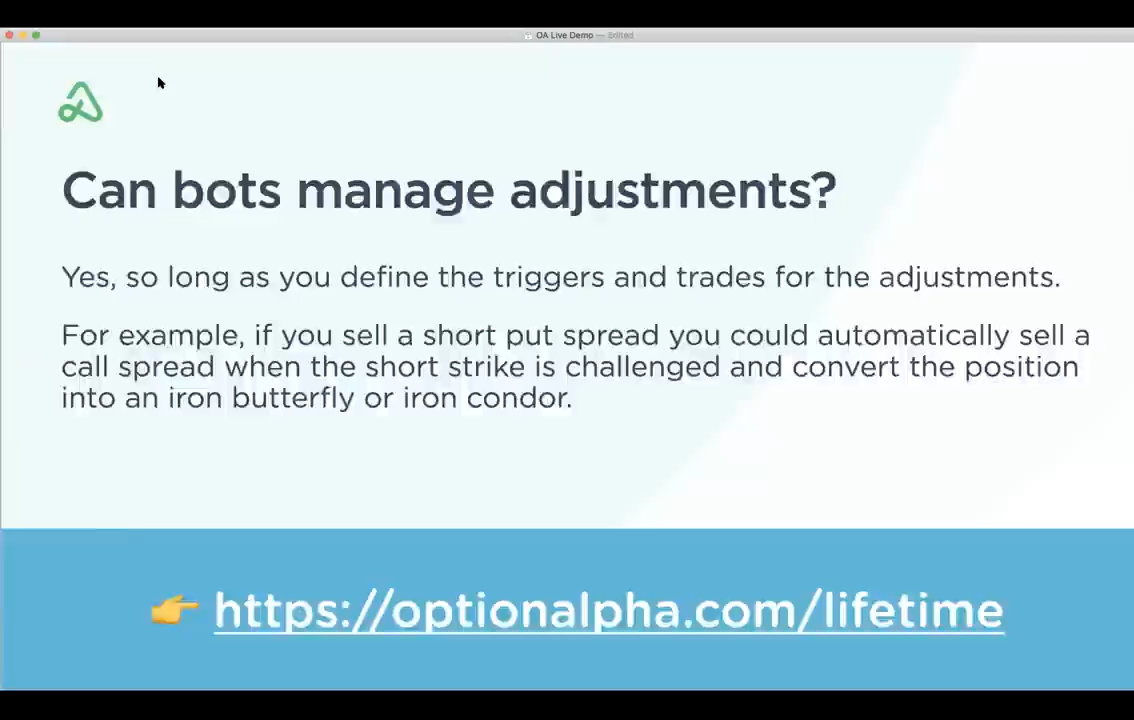 OA Live Demo — Edited
Can bots manage adjustments?
Yes, so long as you define the triggers and trades for the adjustments.
For example, if you sell a short put spread you could automatically sell a
call spread when the short strike is challenged and convert the position
into an iron butterfly or iron condor.
👉 https://optionalpha.com/lifetime